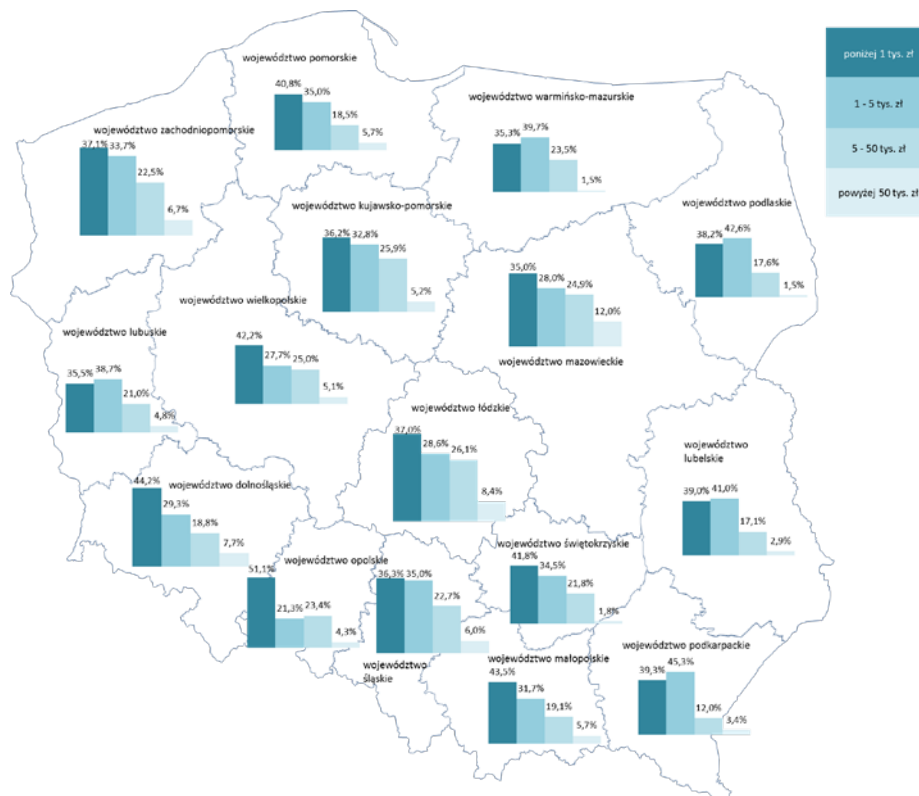 województwo pomorskie
40,8%
35,0%
18,5%
5,7%
województwo warmińsko-mazurskie
35,3%
39,7%
23,5%
1,5%
poniżej 1 tys. zł
1 - 5 tys. zł
5 - 50 tys. zł
powyżej 50 tys. zł
województwo zachodniopomorskie
37,1%
33,7%
22,5%
6,7%
województwo kujawsko-pomorskie
36,2%
32,8%
25,9%
5,2%
województwo podlaskie
38,2%
42,6%
17,6%
1,5%
35,0%
28,0%
24,9%
12,0%
województwo mazowieckie
województwo wielkopolskie
42,2%
27,7%
25,0%
5,1%
województwo lubuskie
35,5%
38,7%
21,0%
4,8%
województwo łódzkie
37,0%
28,6%
26,1%
8,4%
województwo
lubelskie
39,0%
41,0%
17,1%
2,9%
44,2%
województwo dolnośląskie
29,3%
18,8%
7,7%
województwo opolskie
51,1%
21,3%
23,4%
4,3%
36,3%
35,0%
22,7%
6,0%
województwo
śląskie
województwo świętokrzyskie
41,8%
34,5%
21,8%
1,8%
województwo małopolskie
43,5%
31,7%
19,1%
5,7%
województwo podkarpackie
39,3%
45,3%
12,0%
3,4%